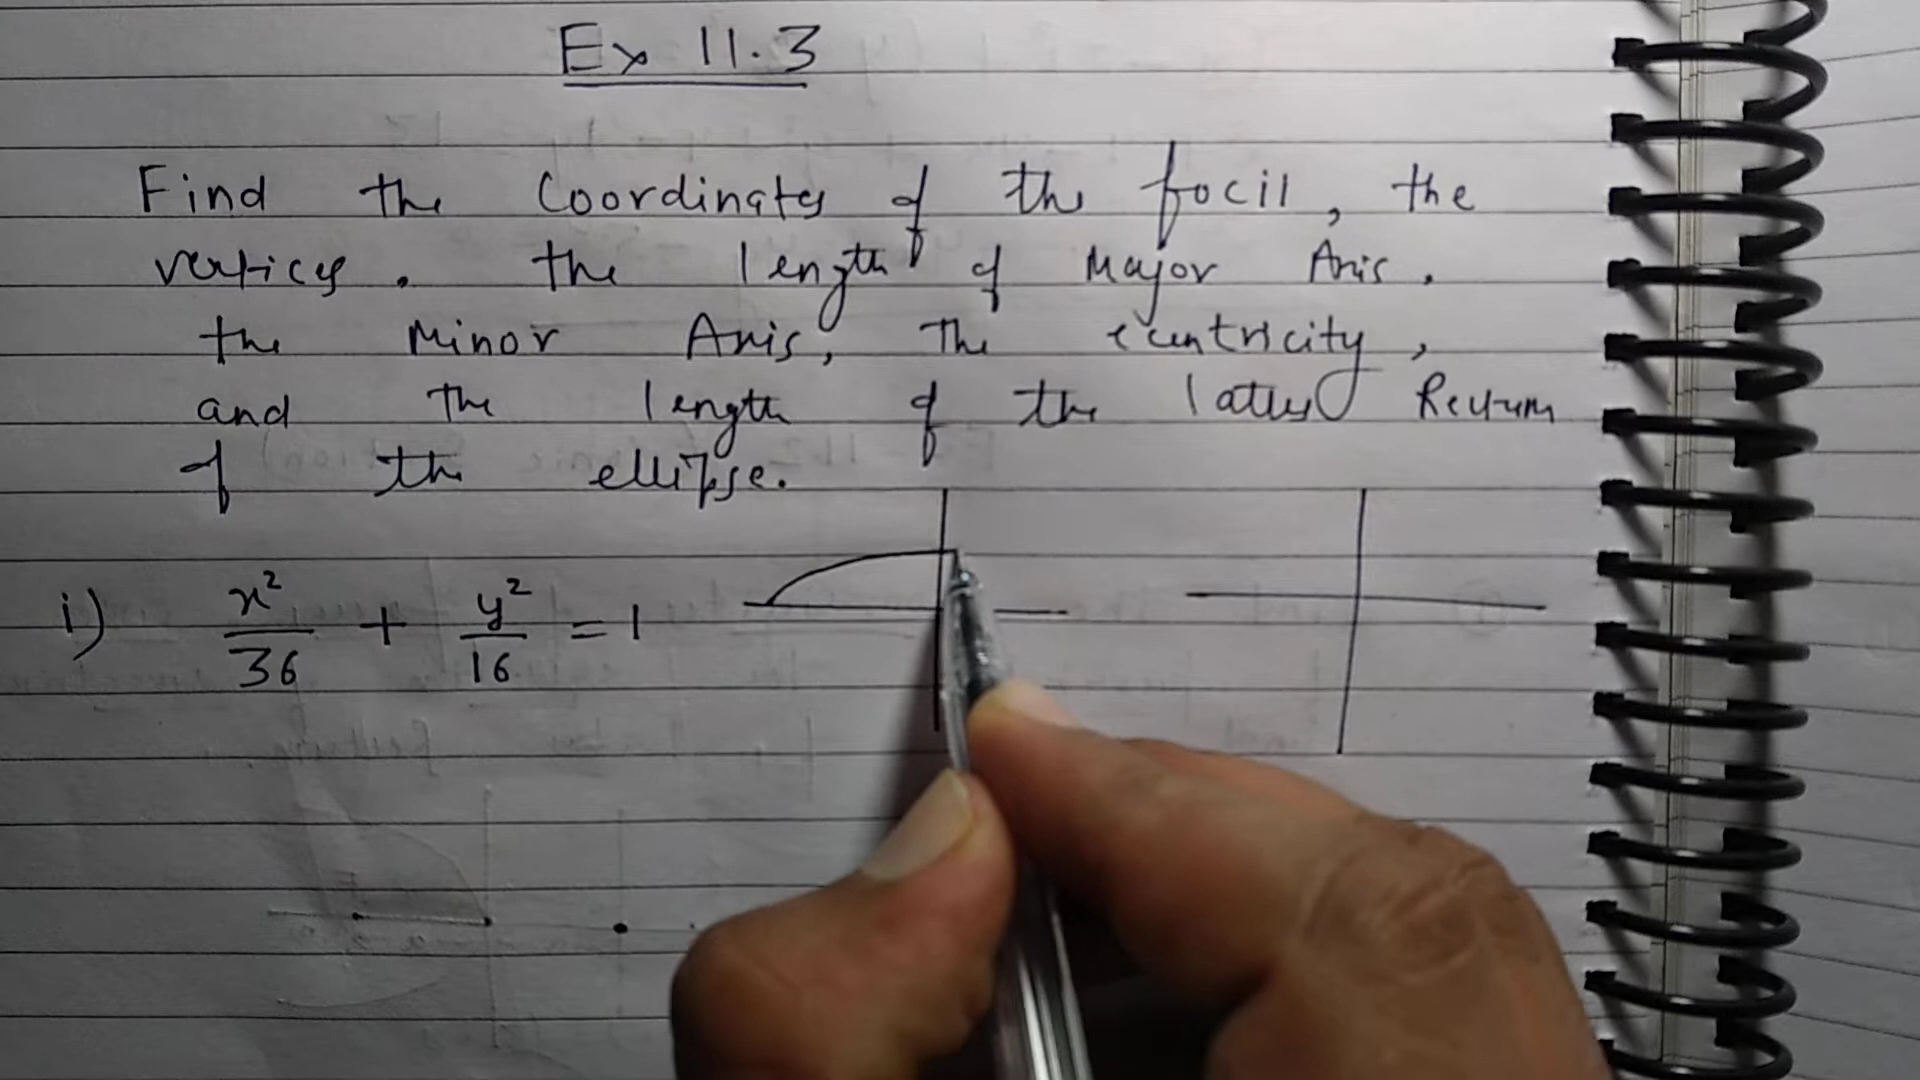 Ex 11.3
Find the Coordinates of the focil, the
vertices, the length of Major Axis.
the Minor Axis, The eccentricity,
and the length of the latus Rectum
of the ellipse.
i) x²/36 + y²/16 = 1